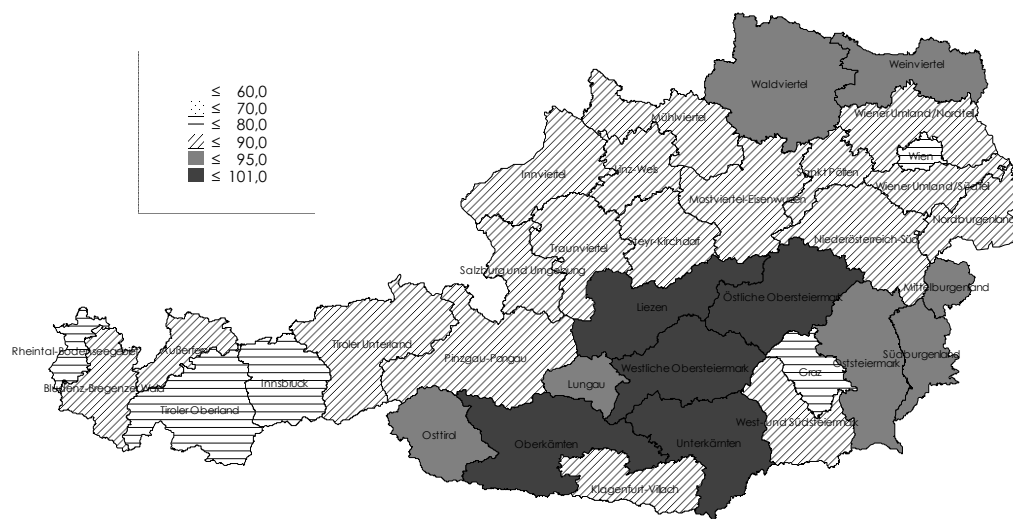 ≤ 60,0
≤ 70,0
≤ 80,0
≤ 90,0
≤ 95,0
≤ 101,0
Weinviertel
Waldviertel
Wiener Umland/Nordteil
Mühlviertel
Wien
Linz-Wels
Sankt Pölten
Innviertel
Wiener Umland/Südteil
Mostviertel-Eisenwurzen
Nordburgenland
Steyr-Kirchdorf
Niederösterreich-Süd
Traunviertel
Salzburg und Umgebung
Mittelburgenland
Östliche Obersteiermark
Liezen
Tiroler Unterland
Rheintal-Bodenseegebiet
Außerfern
Südburgenland
Pinzgau-Pongau
Oststeiermark
Westliche Obersteiermark
Graz
Lungau
Innsbruck
Bludenz-Bregenzer Wald
Tiroler Oberland
West- und Südsteiermark
Osttirol
Oberkärnten
Unterkärnten
Klagenfurt-Villach